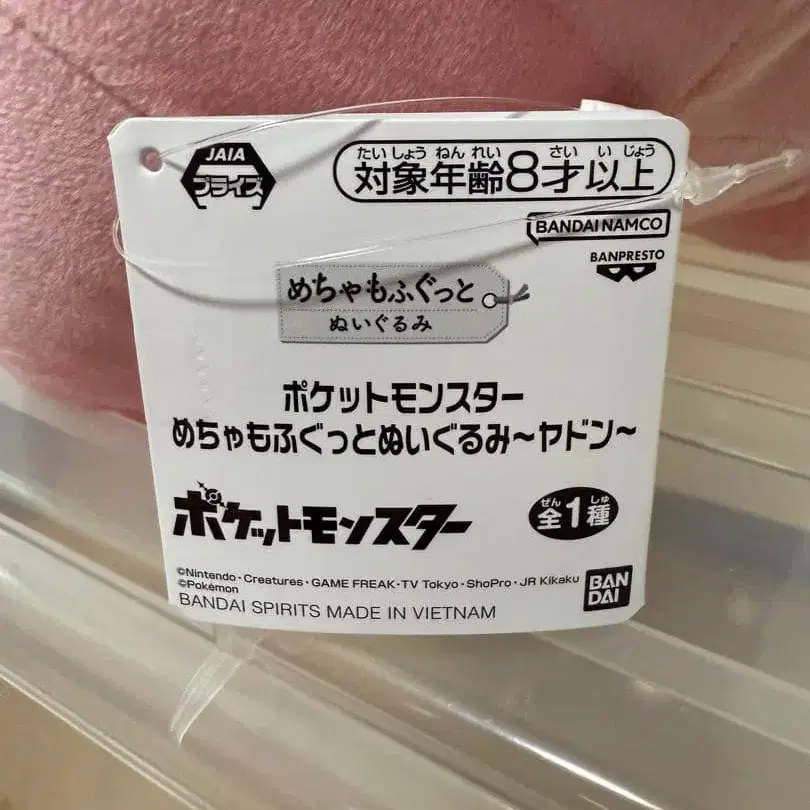 JAIA
プライズ
たいしょうねんれい さいいじょう
対象年齢8才以上
BANDAI NAMCO
BANPRESTO
めちゃもふぐっと
ぬいぐるみ
ポケットモンスター
めちゃもふぐっとぬいぐるみ～ヤドン～
ポケットモンスター
ぜん しゅ
全1種
©Nintendo・Creatures・GAME FREAK・TV Tokyo・ShoPro・JR Kikaku
©Pokémon
BANDAI SPIRITS MADE IN VIETNAM
BAN
DAI